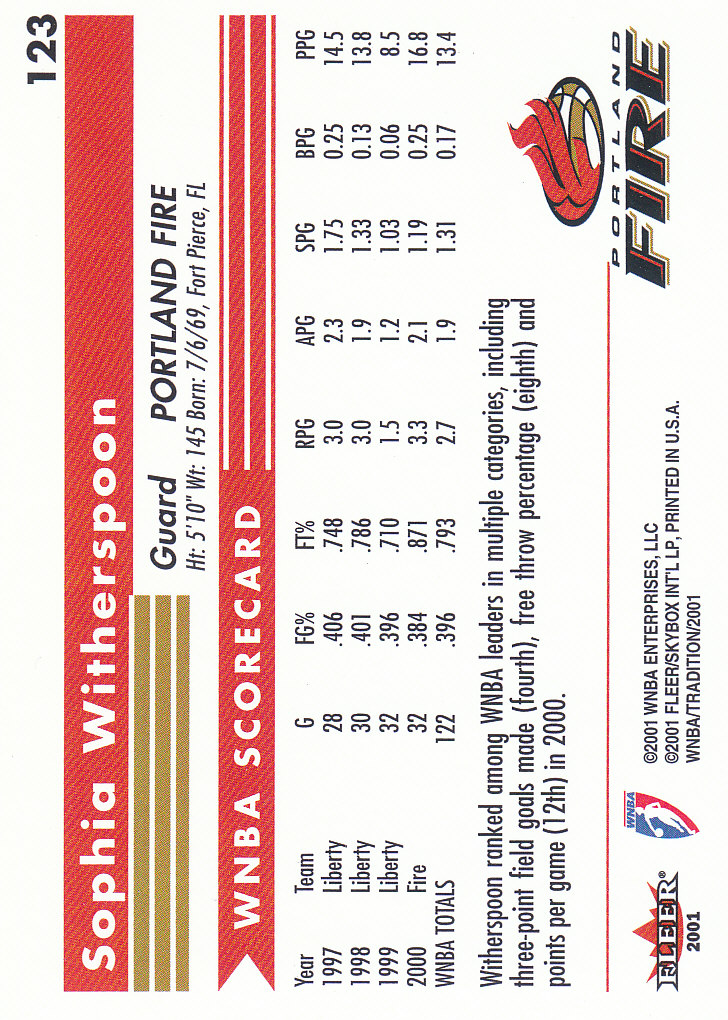 123
Sophia Witherspoon
Guard PORTLAND FIRE
Ht: 5'10" Wt: 145 Born: 7/6/69, Fort Pierce, FL
WNBA SCORECARD
Year Team G FG% FT% RPG APG SPG BPG PPG
1997 Liberty 28 .406 .748 3.0 2.3 1.75 0.25 14.5
1998 Liberty 30 .401 .786 3.0 1.9 1.33 0.13 13.8
1999 Liberty 32 .396 .710 1.5 1.2 1.03 0.06 8.5
2000 Fire 32 .384 .871 3.3 2.1 1.19 0.25 16.8
WNBA TOTALS 122 .396 .793 2.7 1.9 1.31 0.17 13.4
Witherspoon ranked among WNBA leaders in multiple categories, including
three-point field goals made (fourth), free throw percentage (eighth) and
points per game (12th) in 2000.
FLEER®
2001
WNBA
©2001 WNBA ENTERPRISES, LLC
©2001 FLEER/SKYBOX INT'L LP, PRINTED IN U.S.A.
WNBA/TRADITION/2001
PORTLAND
FIRE